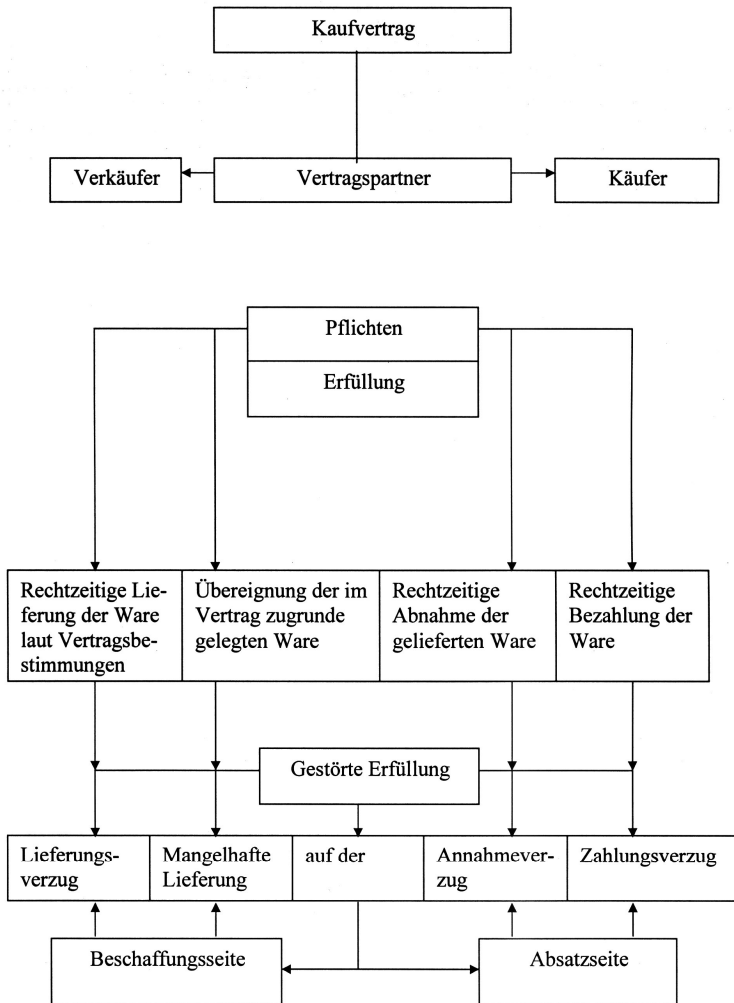 Kaufvertrag
Verkäufer
Vertragspartner
Käufer
Pflichten
Erfüllung
Rechtzeitige Lie-
ferung der Ware
laut Vertragsbe-
stimmungen
Übereignung der im
Vertrag zugrunde
gelegten Ware
Rechtzeitige
Abnahme der
gelieferten Ware
Rechtzeitige
Bezahlung der
Ware
Gestörte Erfüllung
Lieferungs-
verzug
Mangelhafte
Lieferung
auf der
Annahmever-
zug
Zahlungsverzug
Beschaffungsseite
Absatzseite